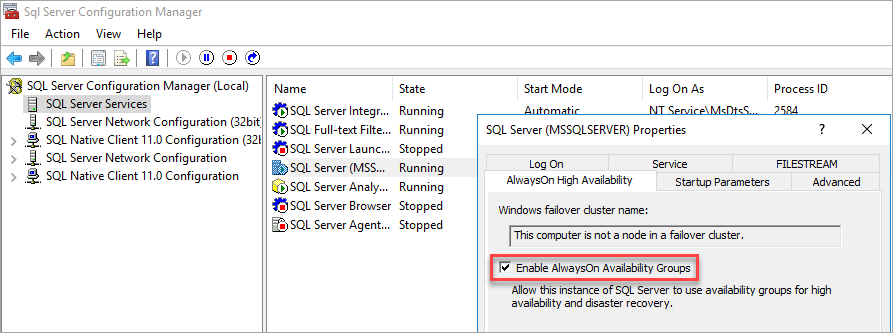 Sql Server Configuration Manager
File Action View Help
SQL Server Configuration Manager (Local)
SQL Server Services
SQL Server Network Configuration (32bit)
SQL Native Client 11.0 Configuration (32
SQL Server Network Configuration
SQL Native Client 11.0 Configuration
Name State Start Mode Log On As Process ID
SQL Server Integr... Running Automatic NT Service\MsDtsS... 2584
SQL Full-text Filte... Running
SQL Server Launc... Stopped
SQL Server (MSS... Running
SQL Server Analy... Running
SQL Server Browser Stopped
SQL Server Agent... Stopped
SQL Server (MSSQLSERVER) Properties ?
Log On Service FILESTREAM
AlwaysOn High Availability Startup Parameters Advanced
Windows failover cluster name:
This computer is not a node in a failover cluster.
Enable AlwaysOn Availability Groups
Allow this instance of SQL Server to use availability groups for high
availability and disaster recovery.